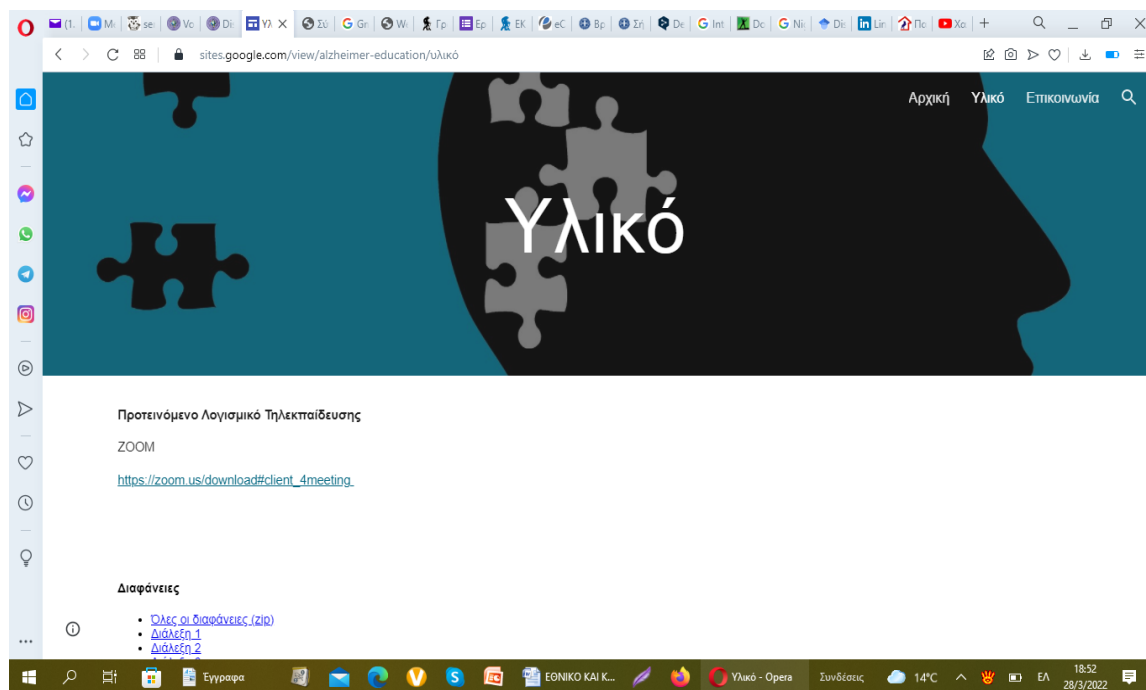 sites.google.com/view/alzheimer-education/υλικό
Αρχική Υλικό Επικοινωνία
Υλικό
Προτεινόμενο Λογισμικό Τηλεκπαίδευσης
ZOOM
https://zoom.us/download#client_4meeting
Διαφάνειες
Όλες οι διαφάνειες (zip)
Διάλεξη 1
Διάλεξη 2
Έγγραφα
ΕΘΝΙΚΟ ΚΑΙ Κ...
Υλικό - Opera
Συνδέσεις
14°C
ΕΛ
18:52
28/3/2022